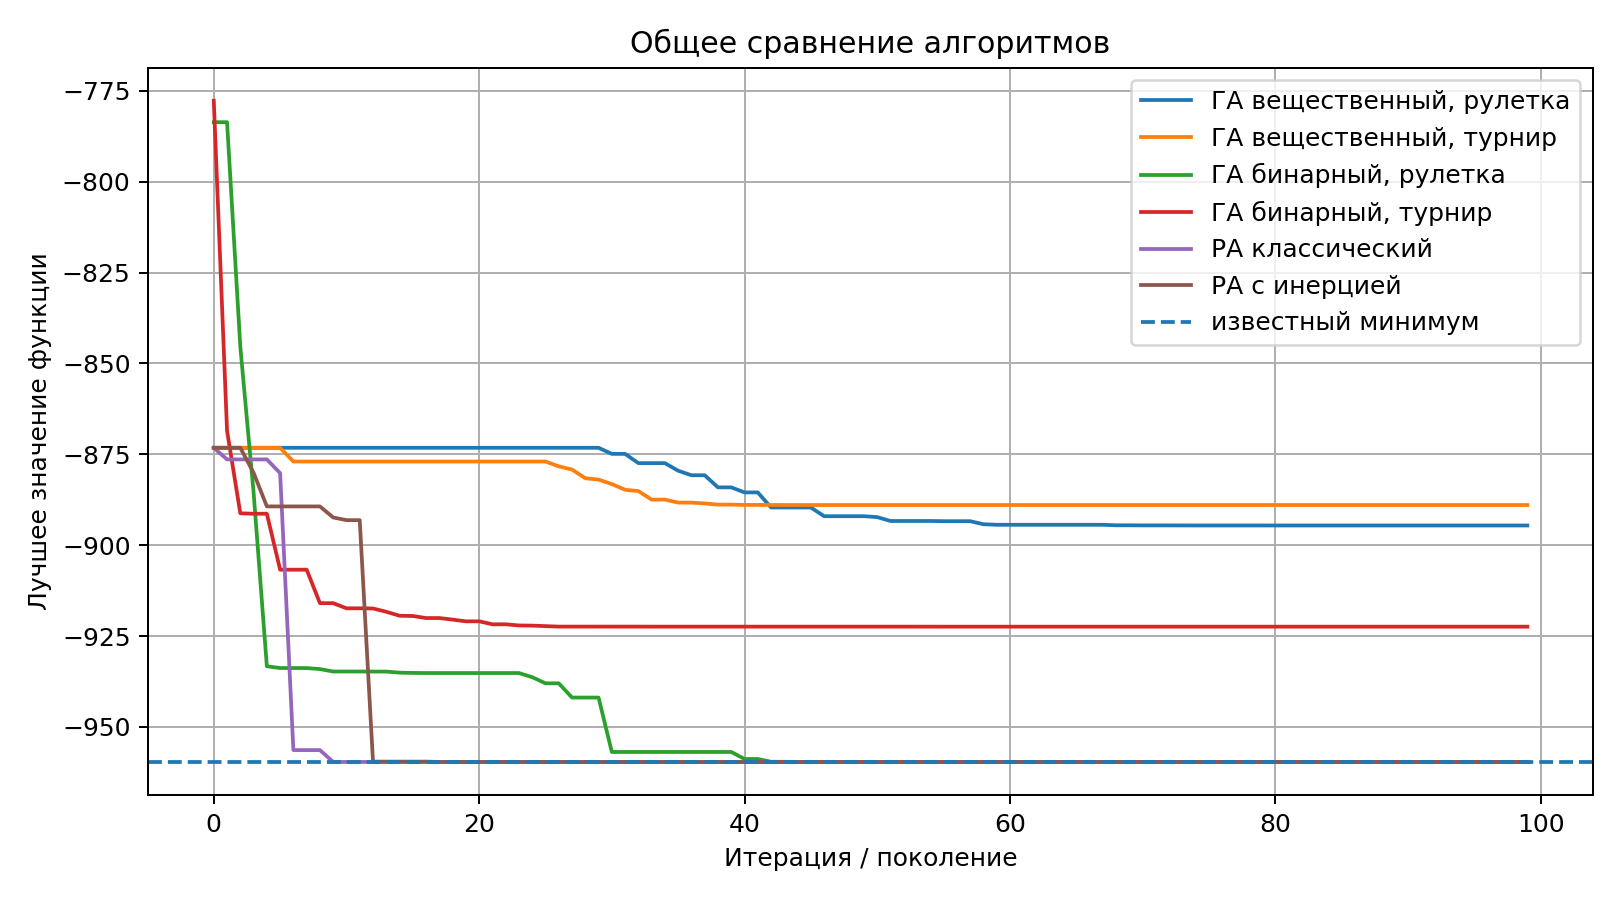 Общее сравнение алгоритмов
Лучшее значение функции
−775
−800
−825
−850
−875
−900
−925
−950
ГА вещественный, рулетка
ГА вещественный, турнир
ГА бинарный, рулетка
ГА бинарный, турнир
РА классический
РА с инерцией
известный минимум
0
20
40
60
80
100
Итерация / поколение